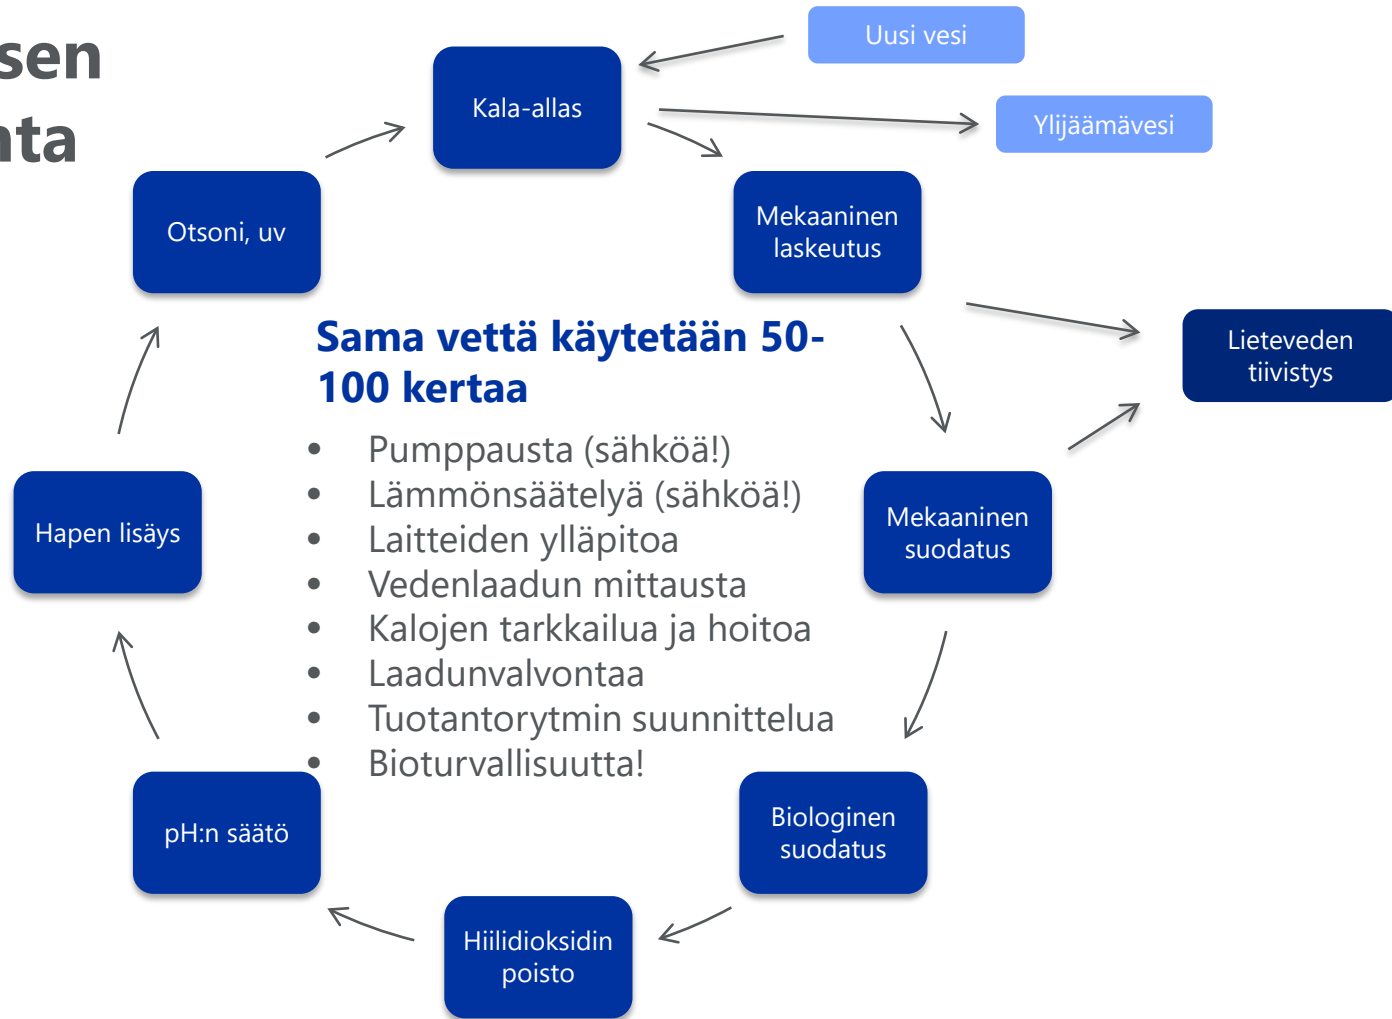 sen
nta
Uusi vesi
Kala-allas
Ylijäämävesi
Mekaaninen
laskeutus
Otsoni, uv
Sama vettä käytetään 50-
100 kertaa
Lieteveden
tiivistys
• Pumppausta (sähköä!)
• Lämmönsäätelyä (sähköä!)
• Laitteiden ylläpitoa
• Vedenlaadun mittausta
• Kalojen tarkkailua ja hoitoa
• Laadunvalvontaa
• Tuotantorytmin suunnittelua
• Bioturvallisuutta!
Hapen lisäys
Mekaaninen
suodatus
pH:n säätö
Biologinen
suodatus
Hiilidioksidin
poisto